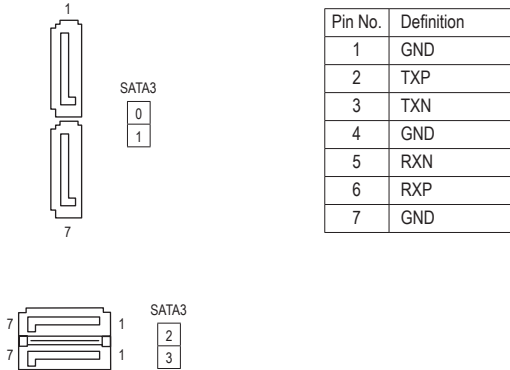 1
SATA3
0
1
7
Pin No. Definition
1 GND
2 TXP
3 TXN
4 GND
5 RXN
6 RXP
7 GND
7 1
7 1
SATA3
2
3